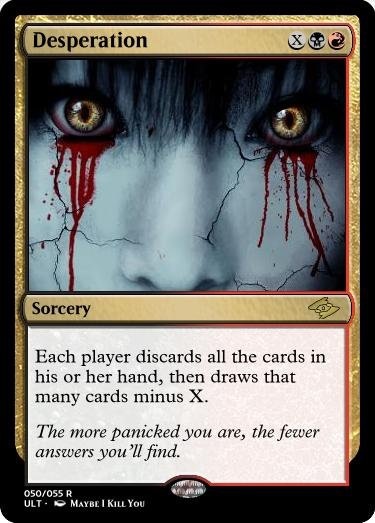 Desperation X
Sorcery
Each player discards all the cards in
his or her hand, then draws that
many cards minus X.
The more panicked you are, the fewer
answers you'll find.
050/055 R
ULT · Maybe I Kill You